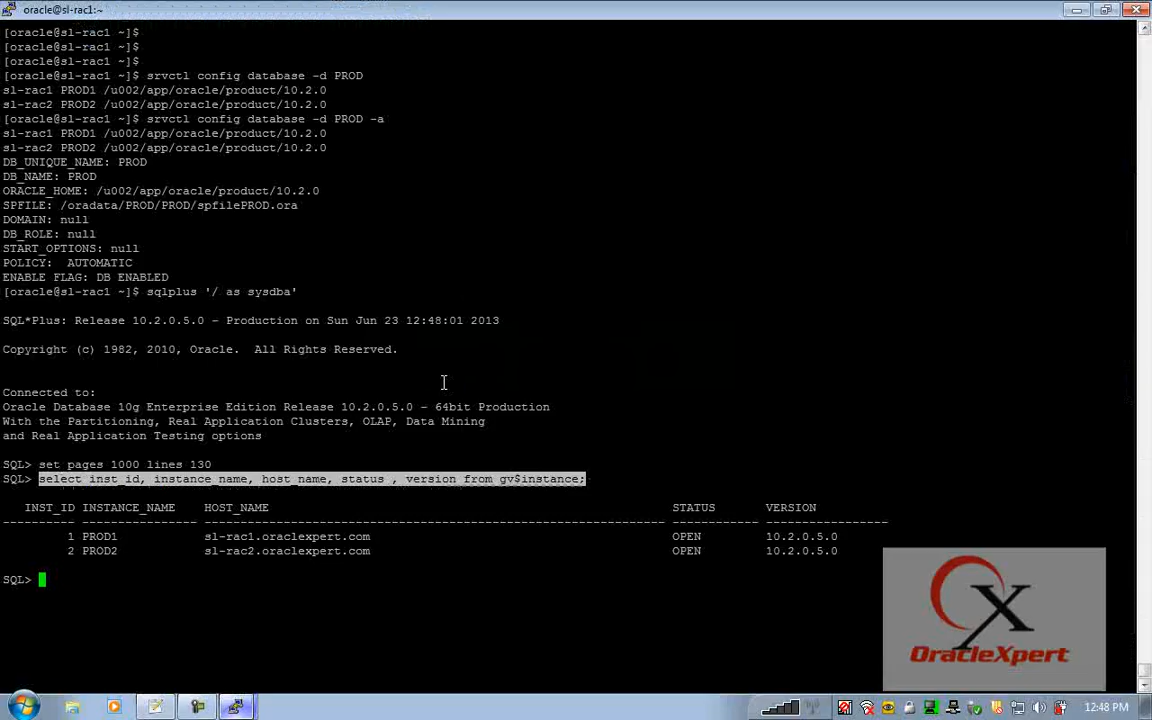 oracle@sl-rac1:~
[oracle@sl-rac1 ~]$
[oracle@sl-rac1 ~]$
[oracle@sl-rac1 ~]$
[oracle@sl-rac1 ~]$ srvctl config database -d PROD
sl-rac1 PROD1 /u002/app/oracle/product/10.2.0
sl-rac2 PROD2 /u002/app/oracle/product/10.2.0
[oracle@sl-rac1 ~]$ srvctl config database -d PROD -a
sl-rac1 PROD1 /u002/app/oracle/product/10.2.0
sl-rac2 PROD2 /u002/app/oracle/product/10.2.0
DB_UNIQUE_NAME: PROD
DB_NAME: PROD
ORACLE_HOME: /u002/app/oracle/product/10.2.0
SPFILE: /oradata/PROD/PROD/spfilePROD.ora
DOMAIN: null
DB_ROLE: null
START_OPTIONS: null
POLICY:  AUTOMATIC
ENABLE FLAG: DB ENABLED
[oracle@sl-rac1 ~]$ sqlplus '/ as sysdba'
SQL*Plus: Release 10.2.0.5.0 - Production on Sun Jun 23 12:48:01 2013
Copyright (c) 1982, 2010, Oracle.  All Rights Reserved.
Connected to:
Oracle Database 10g Enterprise Edition Release 10.2.0.5.0 - 64bit Production
With the Partitioning, Real Application Clusters, OLAP, Data Mining
and Real Application Testing options
SQL> set pages 1000 lines 130
SQL> select inst_id, instance_name, host_name, status , version from gv$instance;
INST_ID INSTANCE_NAME HOST_NAME STATUS VERSION
---------- ---------------- ---------------------------------------------------------------- ------------ -----------------
1 PROD1 sl-rac1.oraclexpert.com OPEN 10.2.0.5.0
2 PROD2 sl-rac2.oraclexpert.com OPEN 10.2.0.5.0
SQL>
OraclXpert
12:48 PM